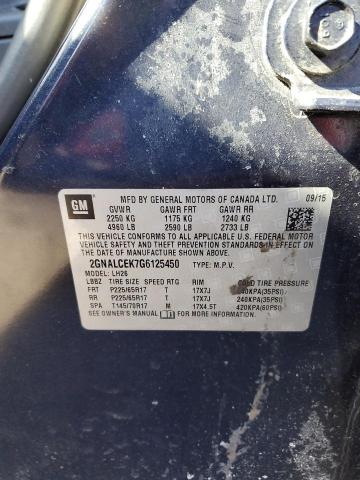 GM
MFD BY GENERAL MOTORS OF CANADA LTD. 09/15
GVWR GAWR FRT GAWR RR
2250 KG 1175 KG 1240 KG
4960 LB 2590 LB 2733 LB
THIS VEHICLE CONFORMS TO ALL APPLICABLE U.S. FEDERAL MOTOR
VEHICLE SAFETY, BUMPER, AND THEFT PREVENTION STANDARDS IN EFFECT ON
THE DATE OF MANUFACTURE SHOWN ABOVE.
2GNALCEK7G6125450 TYPE: M.P.V.
MODEL: LH26
LBBZ TIRE SIZE SPEED RTG RIM COLD TIRE PRESSURE
FRT P225/65R17 T 17X7J 240KPA(35PSI)
RR P225/65R17 T 17X7J 240KPA(35PSI)
SPA T145/70R17 M 17X4.5T 420KPA(60PSI)
SEE OWNER'S MANUAL FOR MORE INFORMATION.